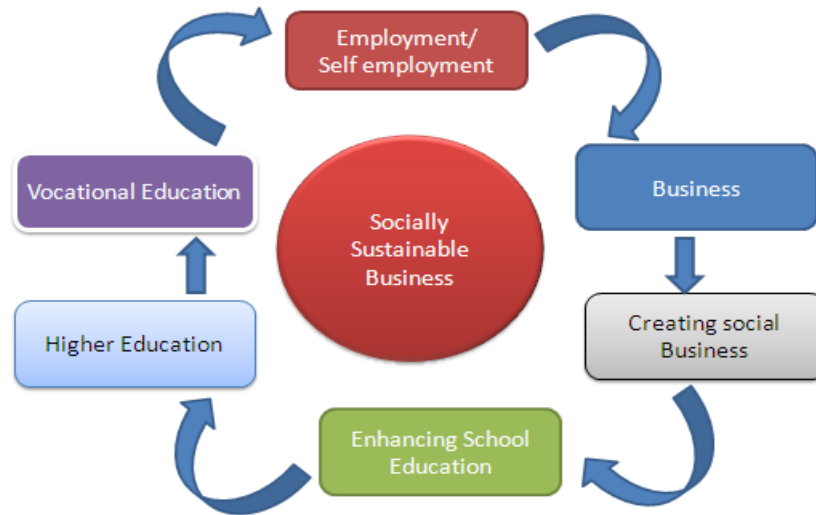 Employment/
Self employment
Vocational Education
Business
Socially
Sustainable
Business
Higher Education
Creating social
Business
Enhancing School
Education